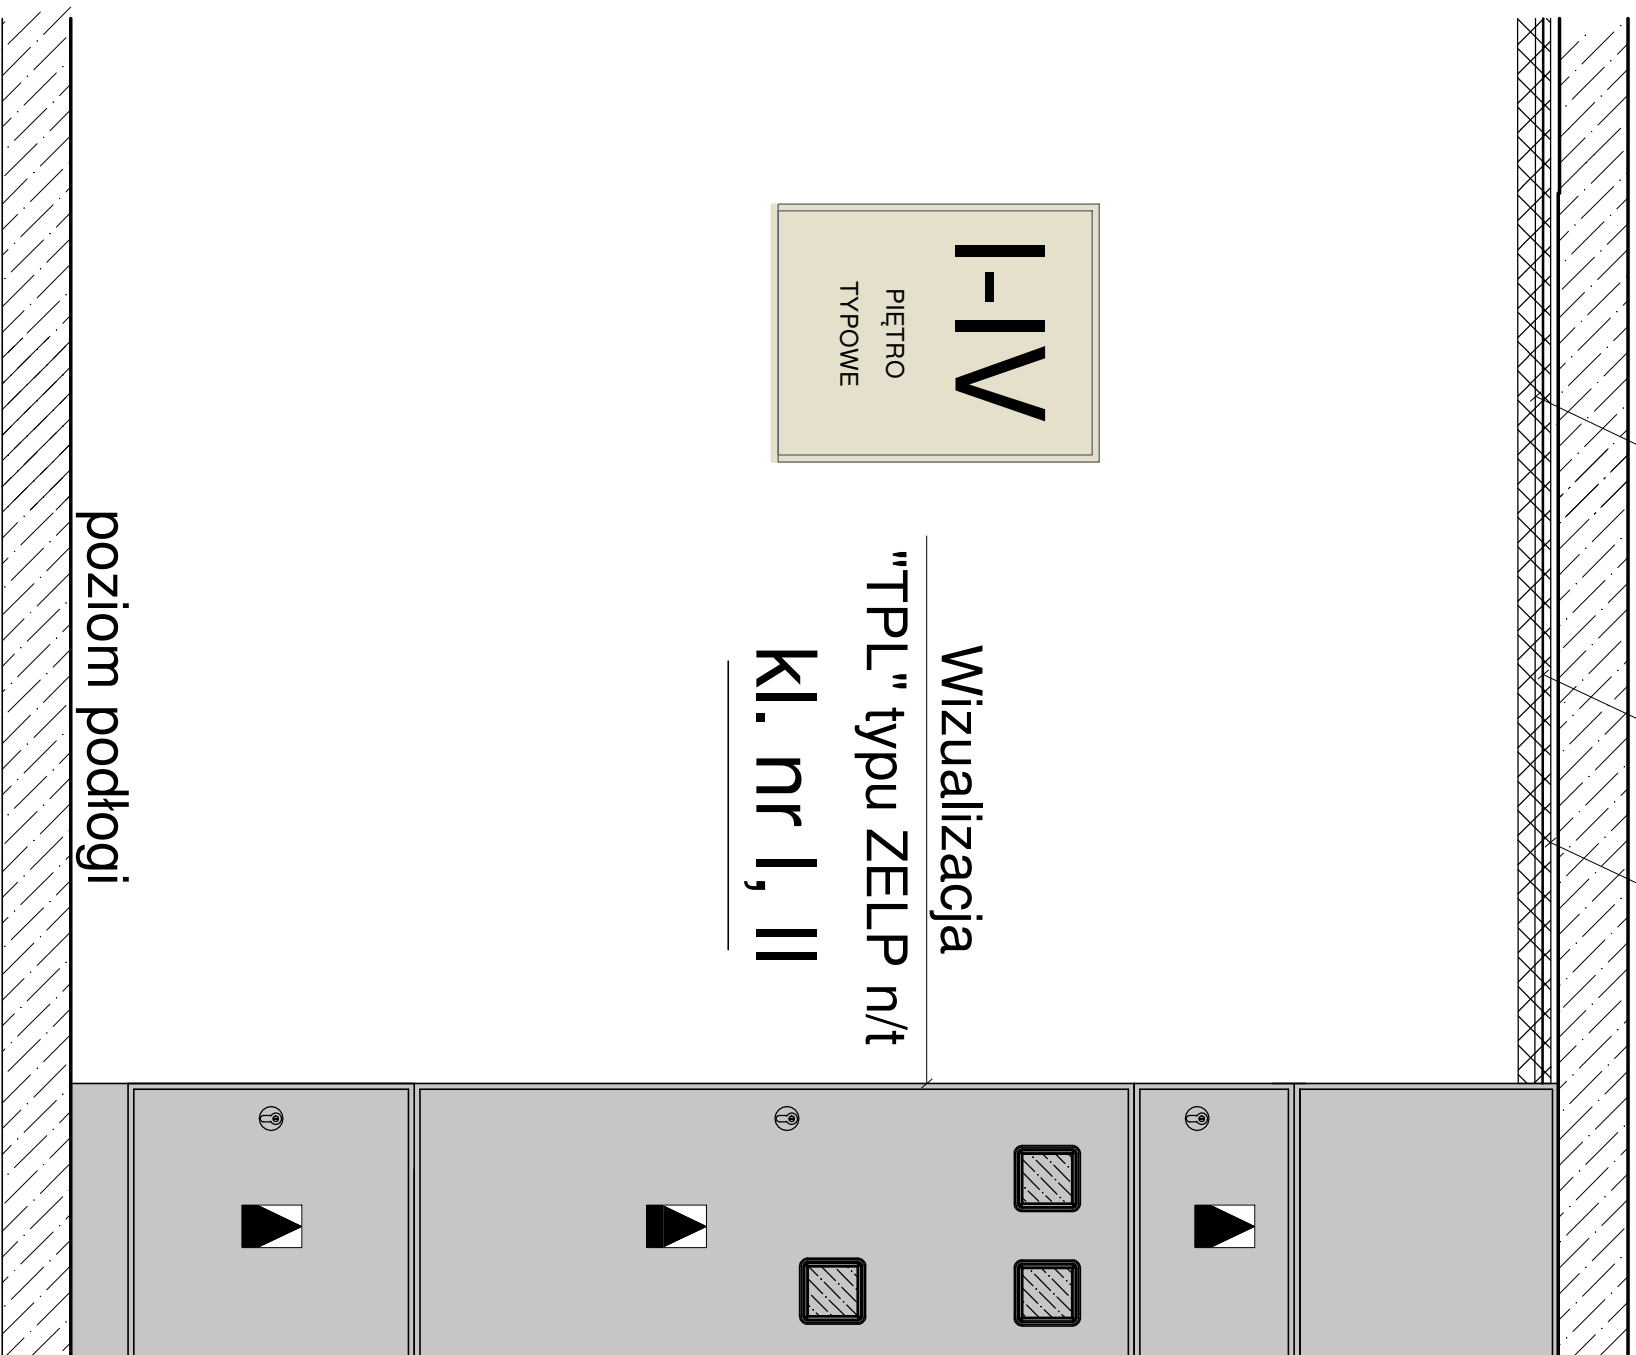 I-IV
PIĘTRO
TYPOWE
Wizualizacja
"TPL" typu ZELP n/t
kl. nr I, II
poziom podłogi